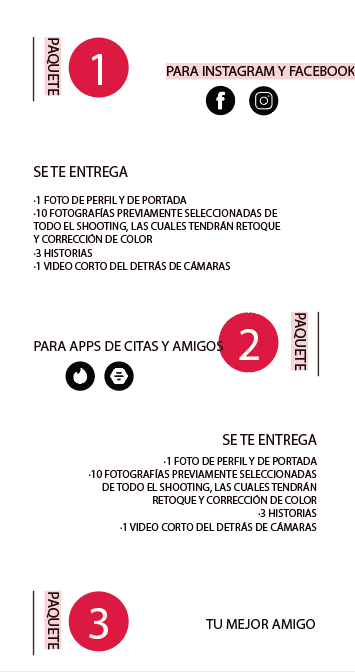 PAQUETE
1
PARA INSTAGRAM Y FACEBOOK
SE TE ENTREGA
·1 FOTO DE PERFIL Y DE PORTADA
·10 FOTOGRAFÍAS PREVIAMENTE SELECCIONADAS DE
TODO EL SHOOTING, LAS CUALES TENDRÁN RETOQUE
Y CORRECCIÓN DE COLOR
·3 HISTORIAS
·1 VIDEO CORTO DEL DETRÁS DE CÁMARAS
PARA APPS DE CITAS Y AMIGOS
2
PAQUETE
SE TE ENTREGA
·1 FOTO DE PERFIL Y DE PORTADA
·10 FOTOGRAFÍAS PREVIAMENTE SELECCIONADAS
DE TODO EL SHOOTING, LAS CUALES TENDRÁN
RETOQUE Y CORRECCIÓN DE COLOR
·3 HISTORIAS
·1 VIDEO CORTO DEL DETRÁS DE CÁMARAS
PAQUETE
3
TU MEJOR AMIGO